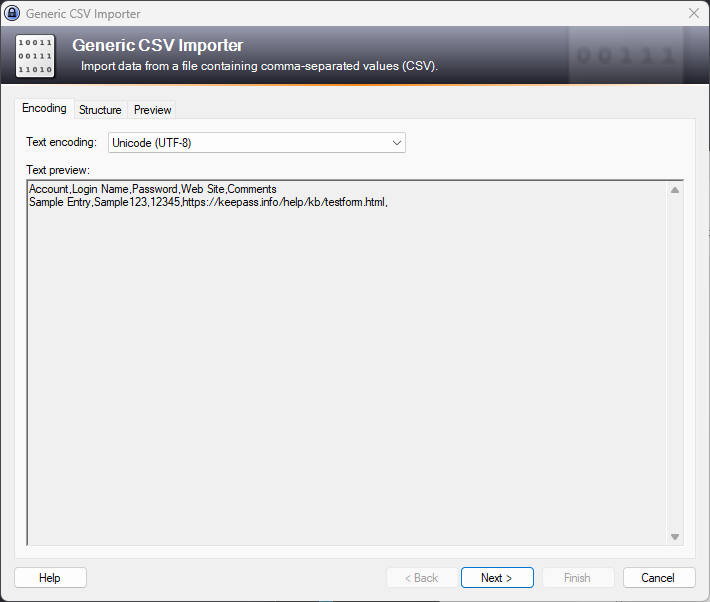 Generic CSV Importer
10011
00111
11010
Generic CSV Importer
Import data from a file containing comma-separated values (CSV).
00111
Encoding Structure Preview
Text encoding: Unicode (UTF-8)
Text preview:
Account,Login Name,Password,Web Site,Comments
Sample Entry,Sample123,12345,https://keepass.info/help/kb/testform.html,
Help < Back Next > Finish Cancel